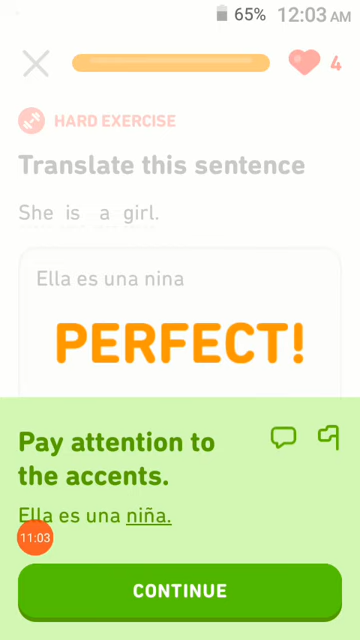 65% 12:03 AM
4
HARD EXERCISE
Translate this sentence
She is a girl.
Ella es una nina
PERFECT!
Pay attention to
the accents.
Ella es una niña.
11:03
CONTINUE